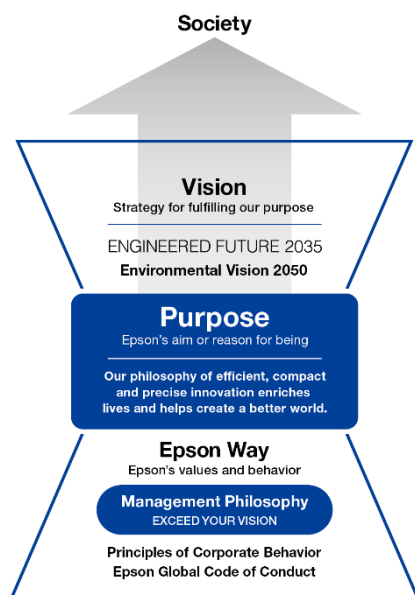 Society
Vision
Strategy for fulfilling our purpose
ENGINEERED FUTURE 2035
Environmental Vision 2050
Purpose
Epson's aim or reason for being
Our philosophy of efficient, compact
and precise innovation enriches
lives and helps create a better world.
Epson Way
Epson's values and behavior
Management Philosophy
EXCEED YOUR VISION
Principles of Corporate Behavior
Epson Global Code of Conduct